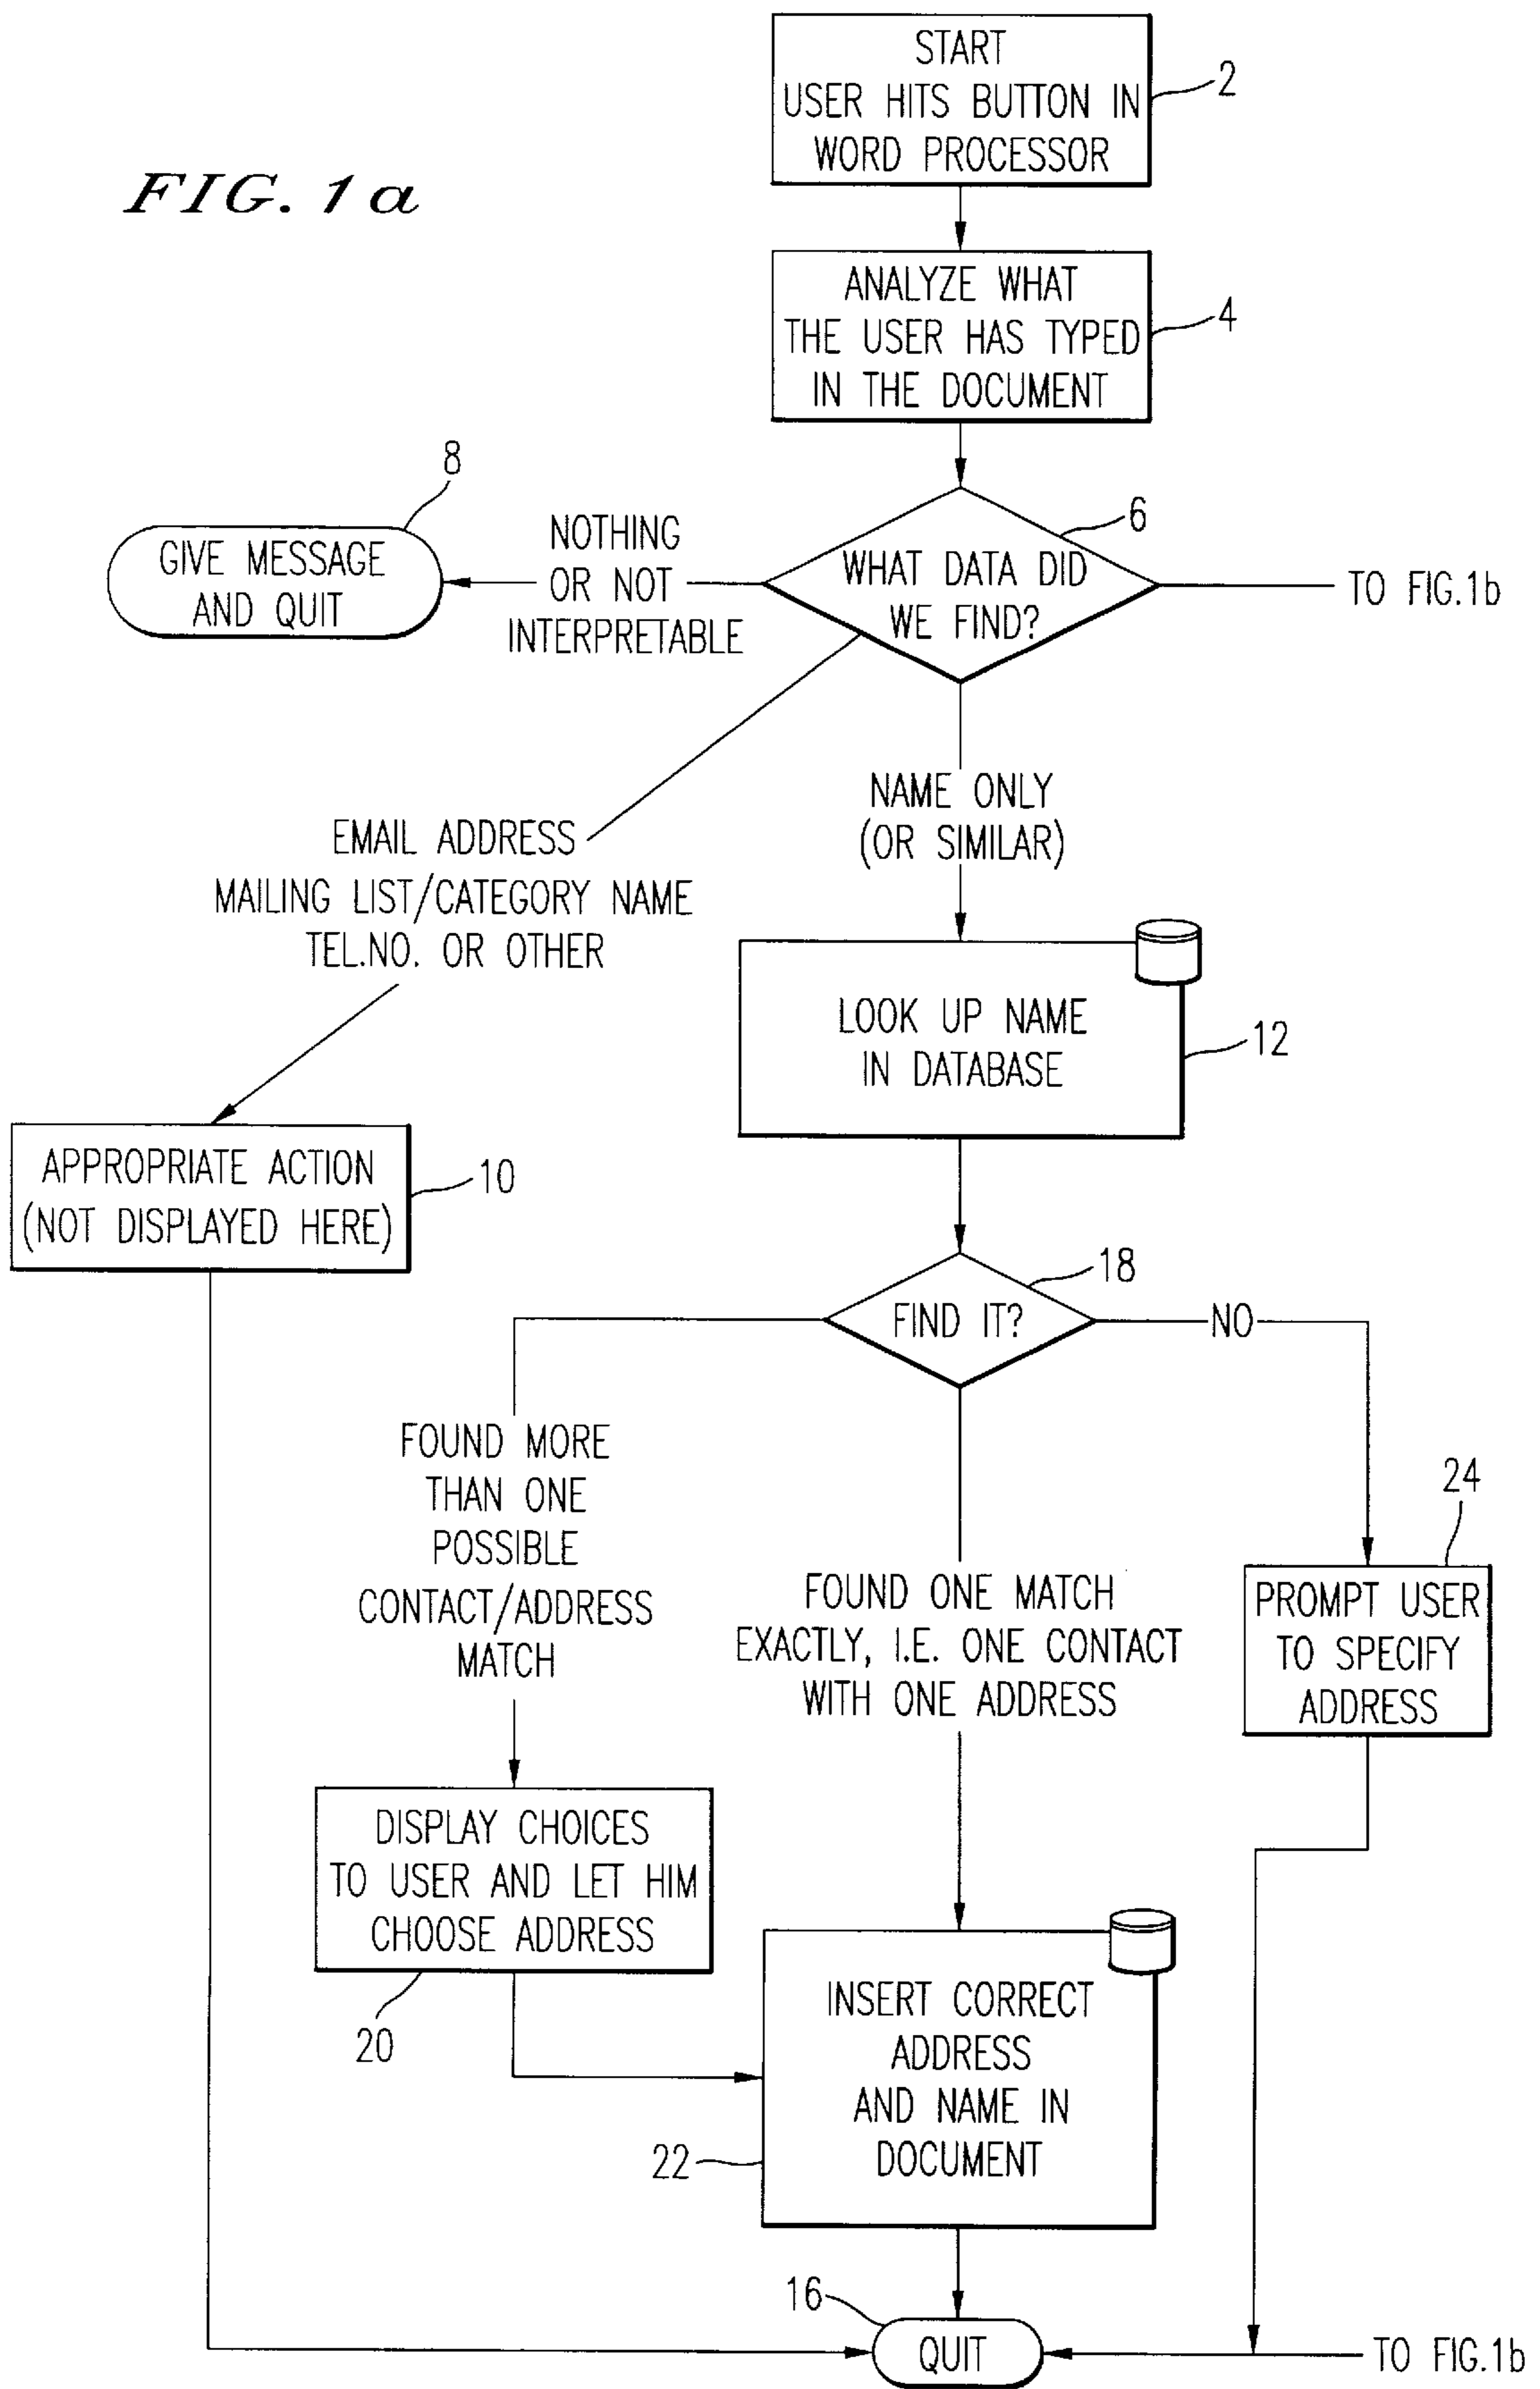 START
USER HITS BUTTON IN
WORD PROCESSOR
2
FIG. 1a
ANALYZE WHAT
THE USER HAS TYPED
IN THE DOCUMENT
4
8
GIVE MESSAGE
AND QUIT
NOTHING
OR NOT
INTERPRETABLE
6
WHAT DATA DID
WE FIND?
TO FIG.1b
EMAIL ADDRESS
MAILING LIST/CATEGORY NAME
TEL.NO. OR OTHER
NAME ONLY
(OR SIMILAR)
LOOK UP NAME
IN DATABASE
12
APPROPRIATE ACTION
(NOT DISPLAYED HERE)
10
18
FIND IT?
NO
FOUND MORE
THAN ONE
POSSIBLE
CONTACT/ADDRESS
MATCH
FOUND ONE MATCH
EXACTLY, I.E. ONE CONTACT
WITH ONE ADDRESS
24
PROMPT USER
TO SPECIFY
ADDRESS
DISPLAY CHOICES
TO USER AND LET HIM
CHOOSE ADDRESS
20
INSERT CORRECT
ADDRESS
AND NAME IN
DOCUMENT
22
16
QUIT
TO FIG.1b